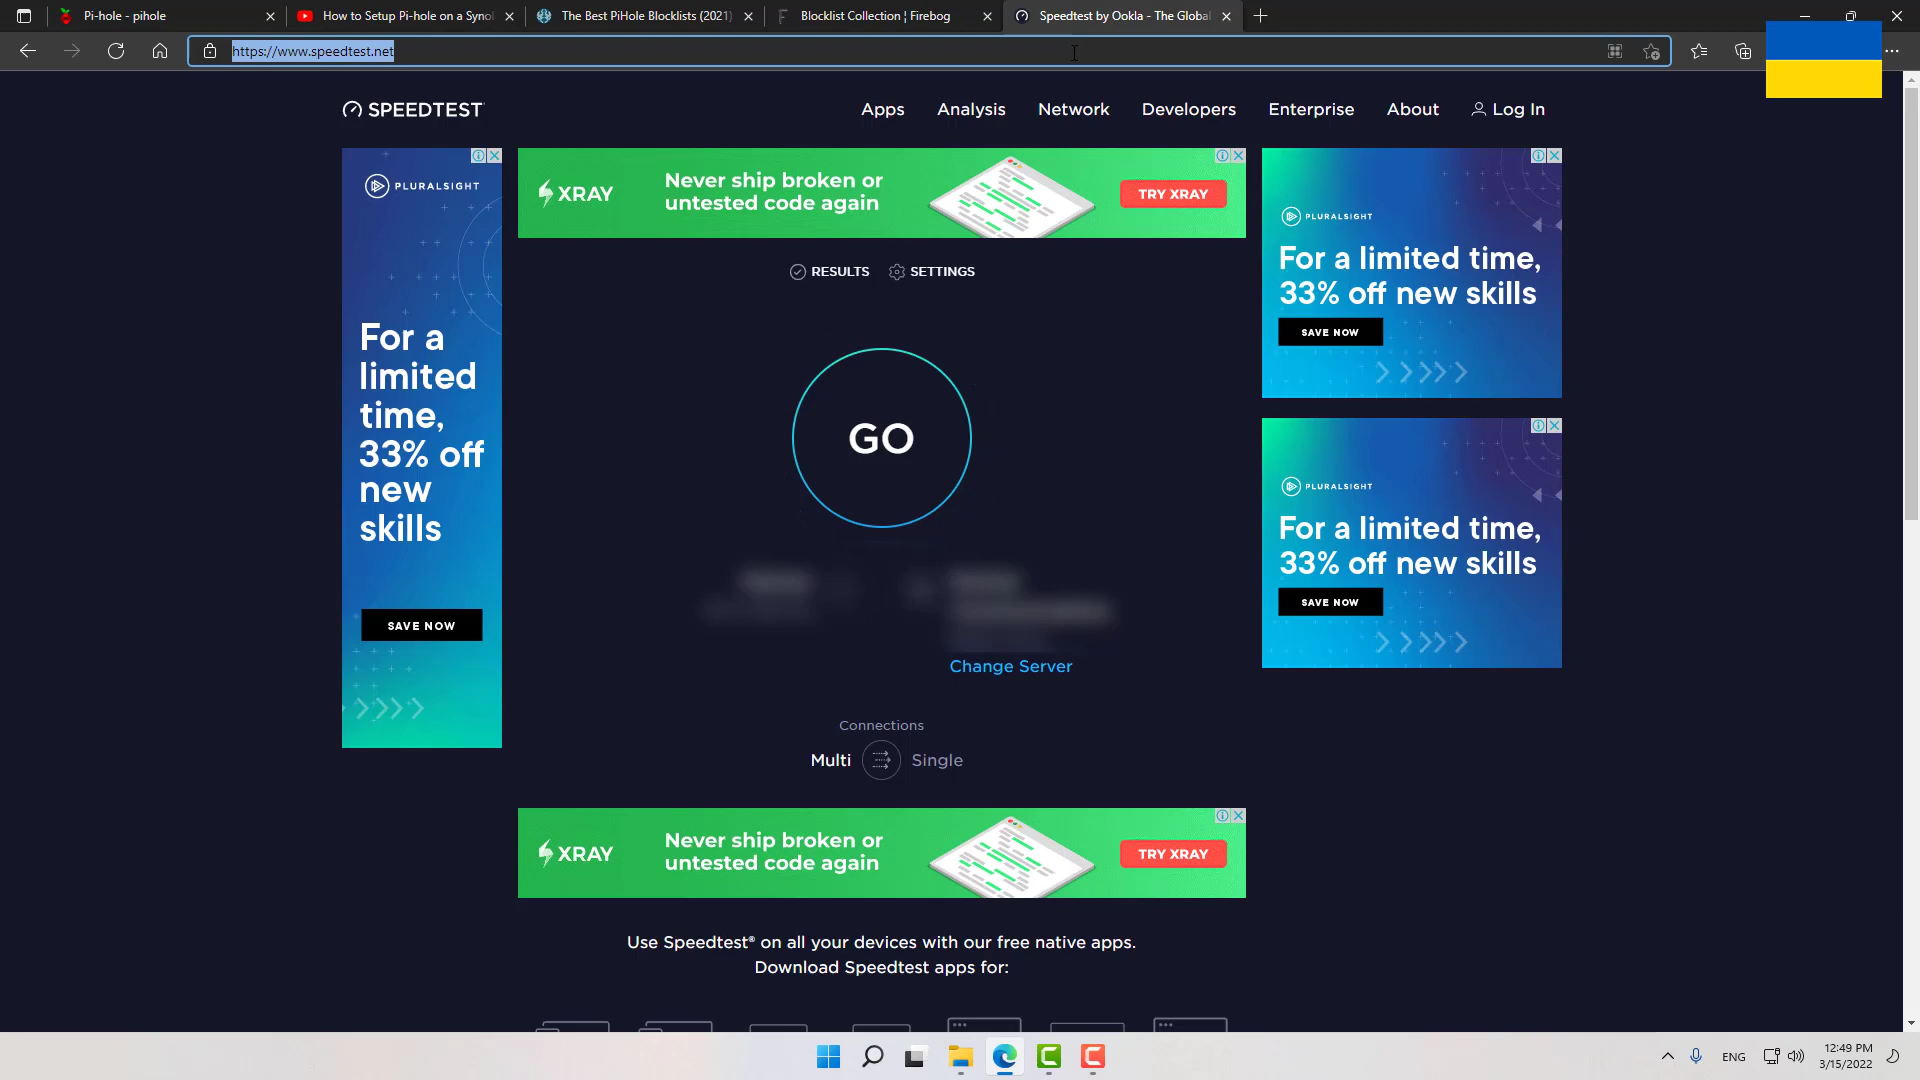 Pi-hole - pihole
How to Setup Pi-hole on a Syno
The Best PiHole Blocklists (2021)
Blocklist Collection ¦ Firebog
Speedtest by Ookla - The Global
https://www.speedtest.net
SPEEDTEST
Apps
Analysis
Network
Developers
Enterprise
About
Log In
PLURALSIGHT
For a
limited
time,
33% off
new
skills
SAVE NOW
XRAY
Never ship broken or
untested code again
TRY XRAY
PLURALSIGHT
For a limited time,
33% off new skills
SAVE NOW
RESULTS
SETTINGS
GO
PLURALSIGHT
For a limited time,
33% off new skills
SAVE NOW
Change Server
Connections
Multi
Single
XRAY
Never ship broken or
untested code again
TRY XRAY
Use Speedtest® on all your devices with our free native apps.
Download Speedtest apps for:
ENG
12:49 PM
3/15/2022